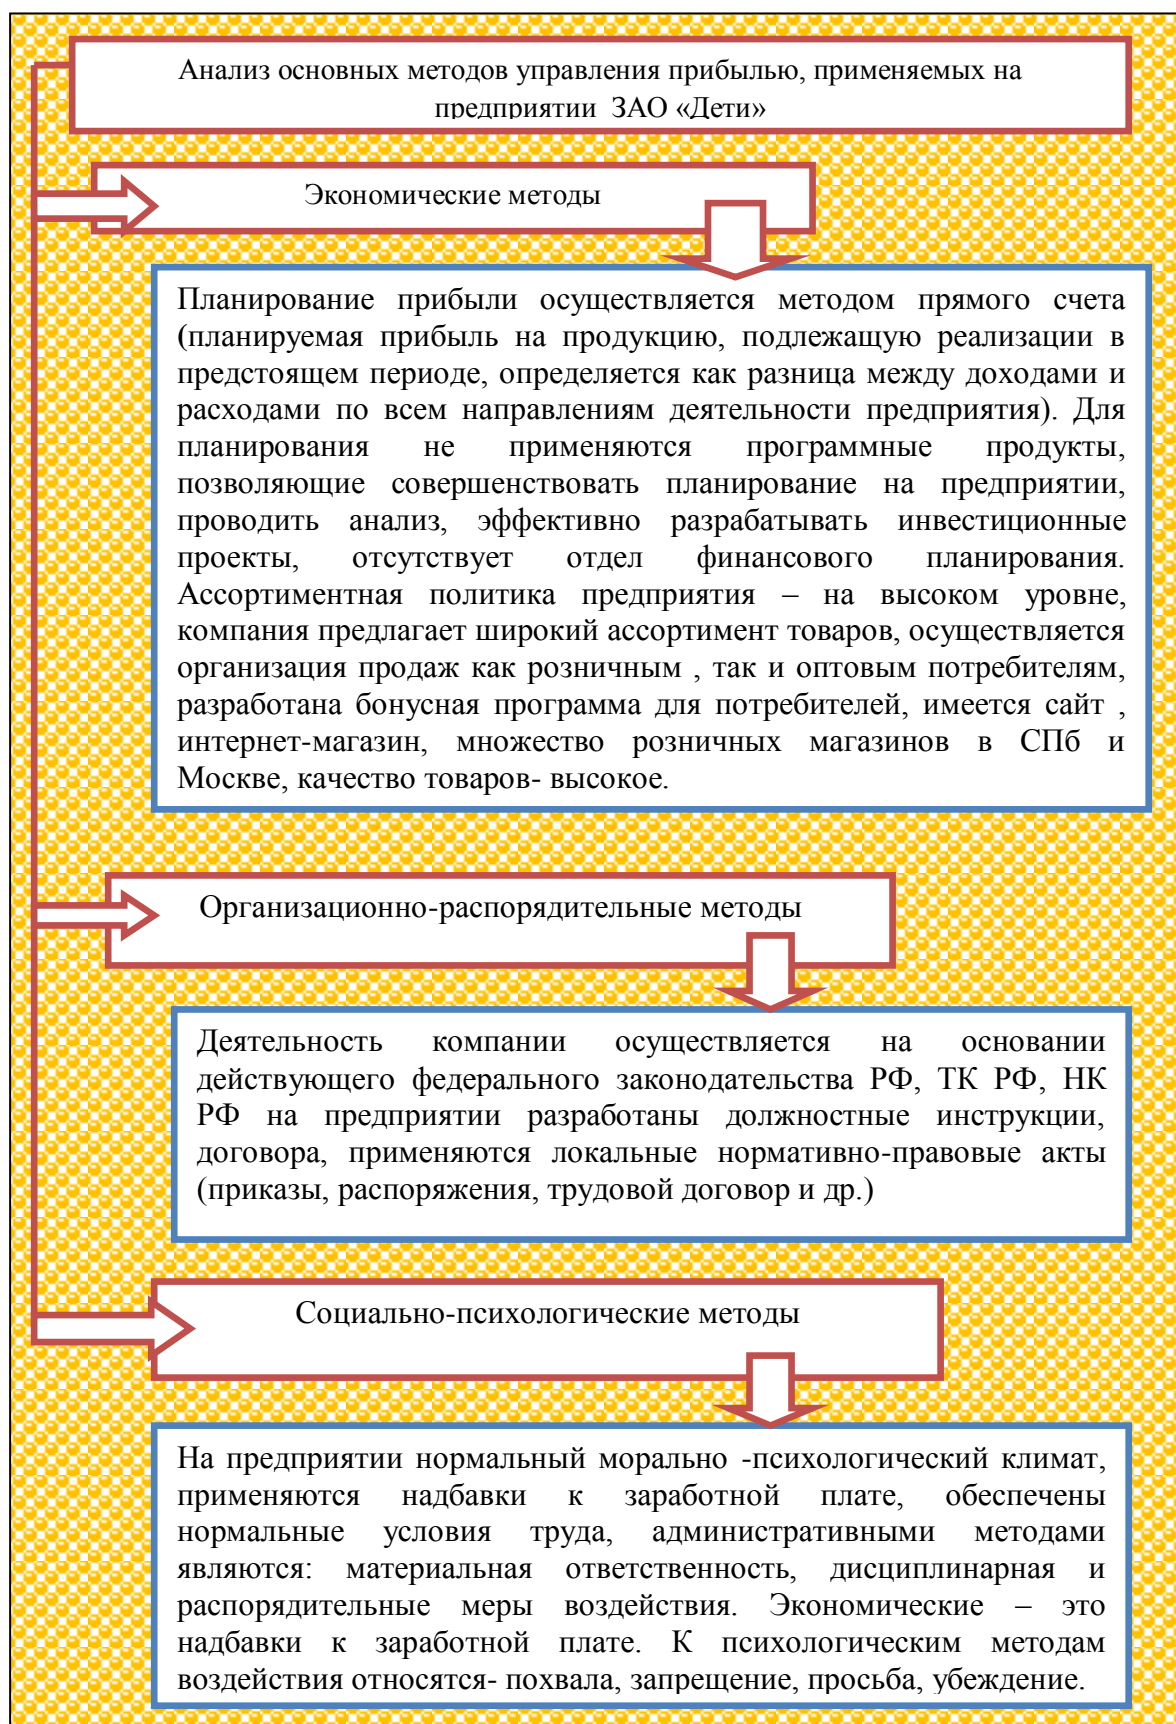 Анализ основных методов управления прибылью, применяемых на
предприятии ЗАО «Дети»
Экономические методы
Планирование прибыли осуществляется методом прямого счета
(планируемая прибыль на продукцию, подлежащую реализации в
предстоящем периоде, определяется как разница между доходами и
расходами по всем направлениям деятельности предприятия). Для
планирования не применяются программные продукты,
позволяющие совершенствовать планирование на предприятии,
проводить анализ, эффективно разрабатывать инвестиционные
проекты, отсутствует отдел финансового планирования.
Ассортиментная политика предприятия – на высоком уровне,
компания предлагает широкий ассортимент товаров, осуществляется
организация продаж как розничным , так и оптовым потребителям,
разработана бонусная программа для потребителей, имеется сайт ,
интернет-магазин, множество розничных магазинов в СПб и
Москве, качество товаров- высокое.
Организационно-распорядительные методы
Деятельность компании осуществляется на основании
действующего федерального законодательства РФ, ТК РФ, НК
РФ на предприятии разработаны должностные инструкции,
договора, применяются локальные нормативно-правовые акты
(приказы, распоряжения, трудовой договор и др.)
Социально-психологические методы
На предприятии нормальный морально -психологический климат,
применяются надбавки к заработной плате, обеспечены
нормальные условия труда, административными методами
являются: материальная ответственность, дисциплинарная и
распорядительные меры воздействия. Экономические – это
надбавки к заработной плате. К психологическим методам
воздействия относятся- похвала, запрещение, просьба, убеждение.